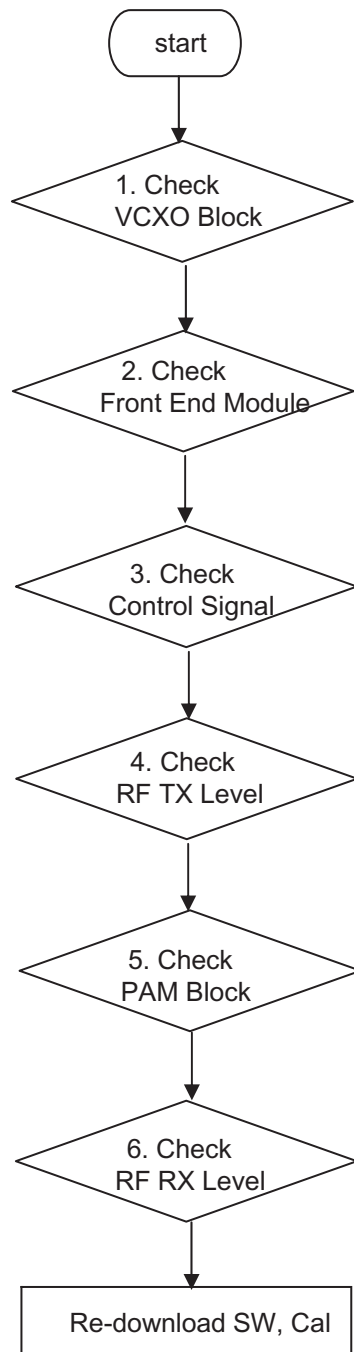 start
1. Check
VCXO Block
2. Check
Front End Module
3. Check
Control Signal
4. Check
RF TX Level
5. Check
PAM Block
6. Check
RF RX Level
Re-download SW, Cal